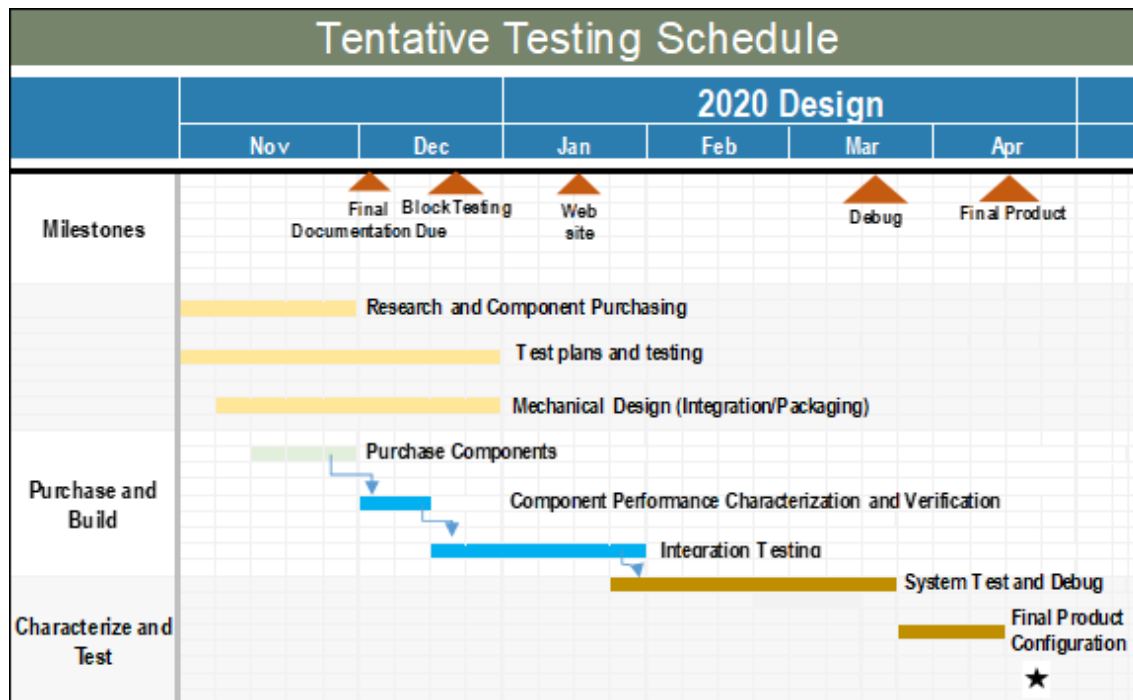 Tentative Testing Schedule
2020 Design
Nov Dec Jan Feb Mar Apr
Milestones
Final
Documentation Due
Block Testing
Web
site
Debug
Final Product
Research and Component Purchasing
Test plans and testing
Mechanical Design (Integration/Packaging)
Purchase and
Build
Purchase Components
Component Performance Characterization and Verification
Integration Testing
Characterize and
Test
System Test and Debug
Final Product
Configuration